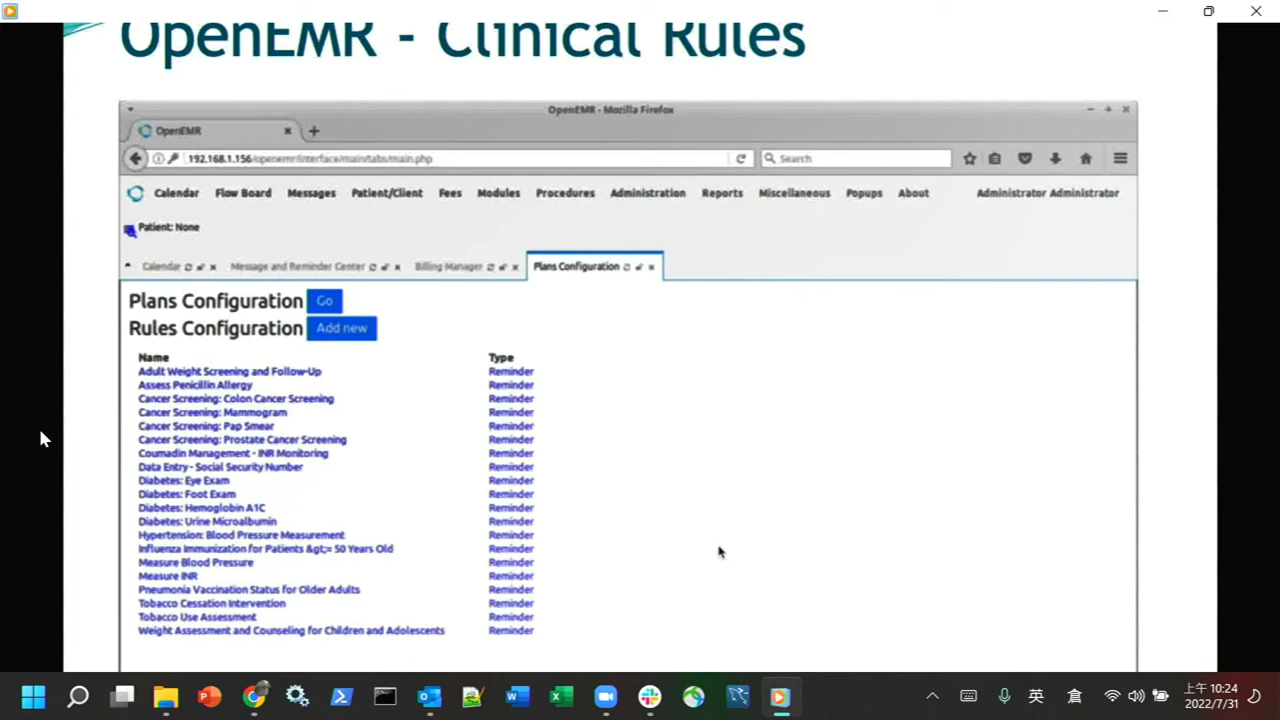 OpenEMR - Clinical Rules
OpenEMR - Mozilla Firefox
OpenEMR
192.168.1.156/openemr/interface/main/tabs/main.php
Search
Calendar Flow Board Messages Patient/Client Fees Modules Procedures Administration Reports Miscellaneous Popups About Administrator Administrator
Patient: None
Calendar Message and Reminder Center Billing Manager Plans Configuration
Plans Configuration Go
Rules Configuration Add new
Name Type
Adult Weight Screening and Follow-Up Reminder
Assess Penicillin Allergy Reminder
Cancer Screening: Colon Cancer Screening Reminder
Cancer Screening: Mammogram Reminder
Cancer Screening: Pap Smear Reminder
Cancer Screening: Prostate Cancer Screening Reminder
Coumadin Management - INR Monitoring Reminder
Data Entry - Social Security Number Reminder
Diabetes: Eye Exam Reminder
Diabetes: Foot Exam Reminder
Diabetes: Hemoglobin A1C Reminder
Diabetes: Urine Microalbumin Reminder
Hypertension: Blood Pressure Measurement Reminder
Influenza Immunization for Patients &gt;= 50 Years Old Reminder
Measure Blood Pressure Reminder
Measure INR Reminder
Pneumonia Vaccination Status for Older Adults Reminder
Tobacco Cessation Intervention Reminder
Tobacco Use Assessment Reminder
Weight Assessment and Counseling for Children and Adolescents Reminder
英 倉 上午 10:24
2022/7/31